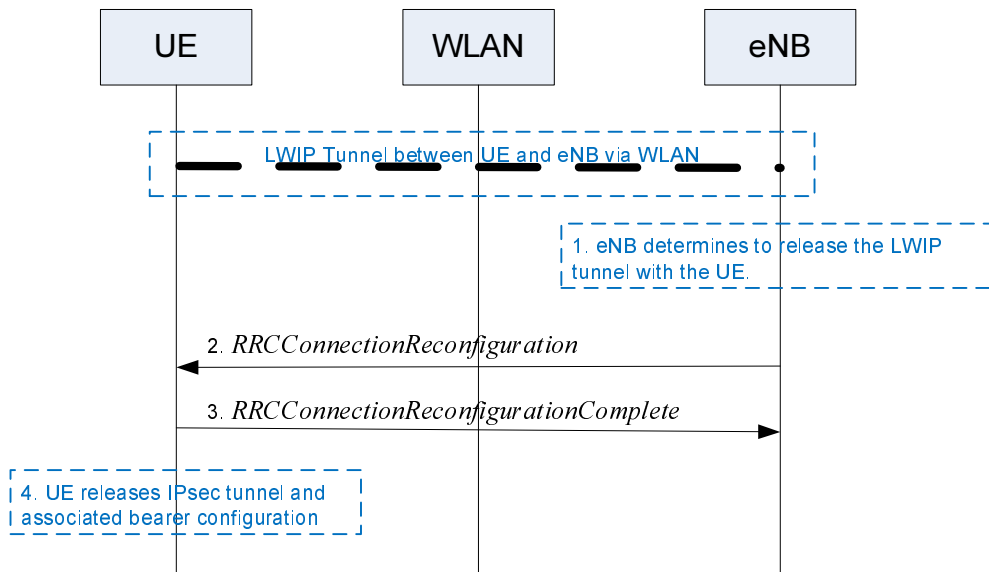 UE
WLAN
eNB
LWIP Tunnel between UE and eNB via WLAN
1. eNB determines to release the LWIP
tunnel with the UE.
2. RRCConnectionReconfiguration
3. RRCConnectionReconfigurationComplete
4. UE releases IPsec tunnel and
associated bearer configuration